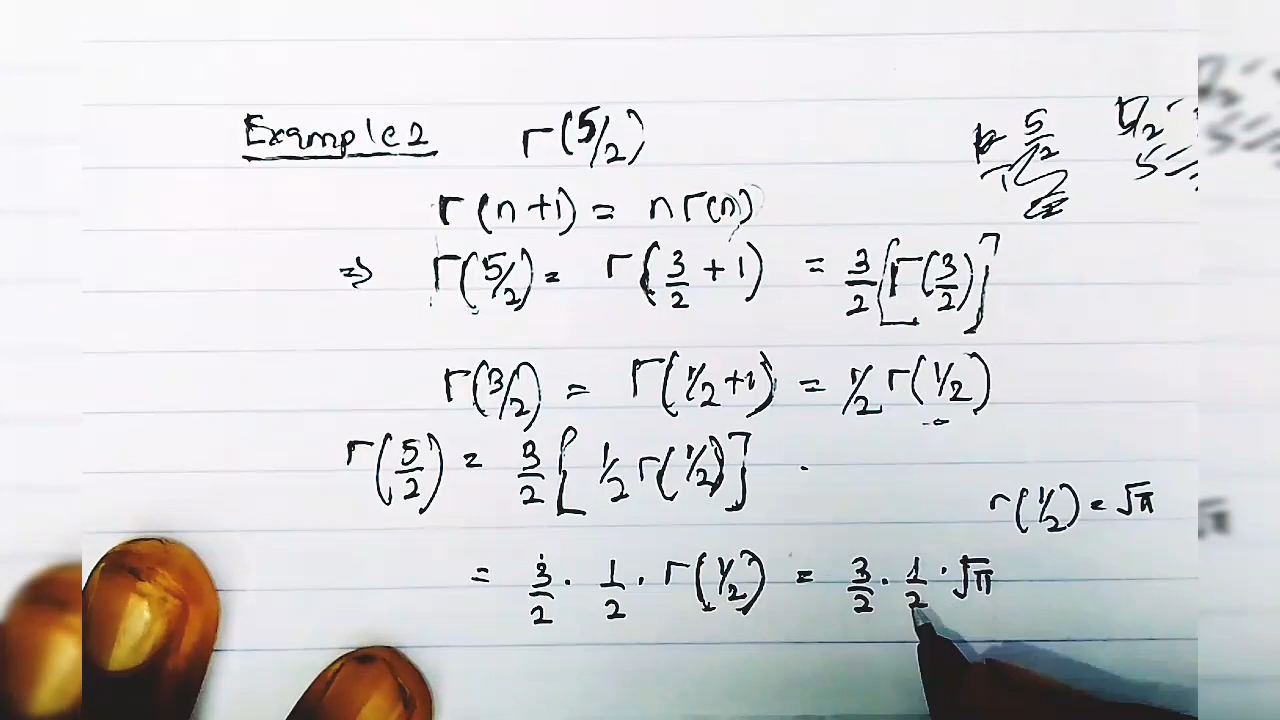 Example 2 Γ(5/2)
Γ(n+1) = nΓ(n)
⇒ Γ(5/2) = Γ(3/2 + 1) = 3/2[Γ(3/2)]
Γ(3/2) = Γ(1/2+1) = 1/2 Γ(1/2)
Γ(5/2) = 3/2 [1/2 Γ(1/2)]
Γ(1/2) = √π
= 3/2 · 1/2 · Γ(1/2) = 3/2 · 1/2 · √π
5/2